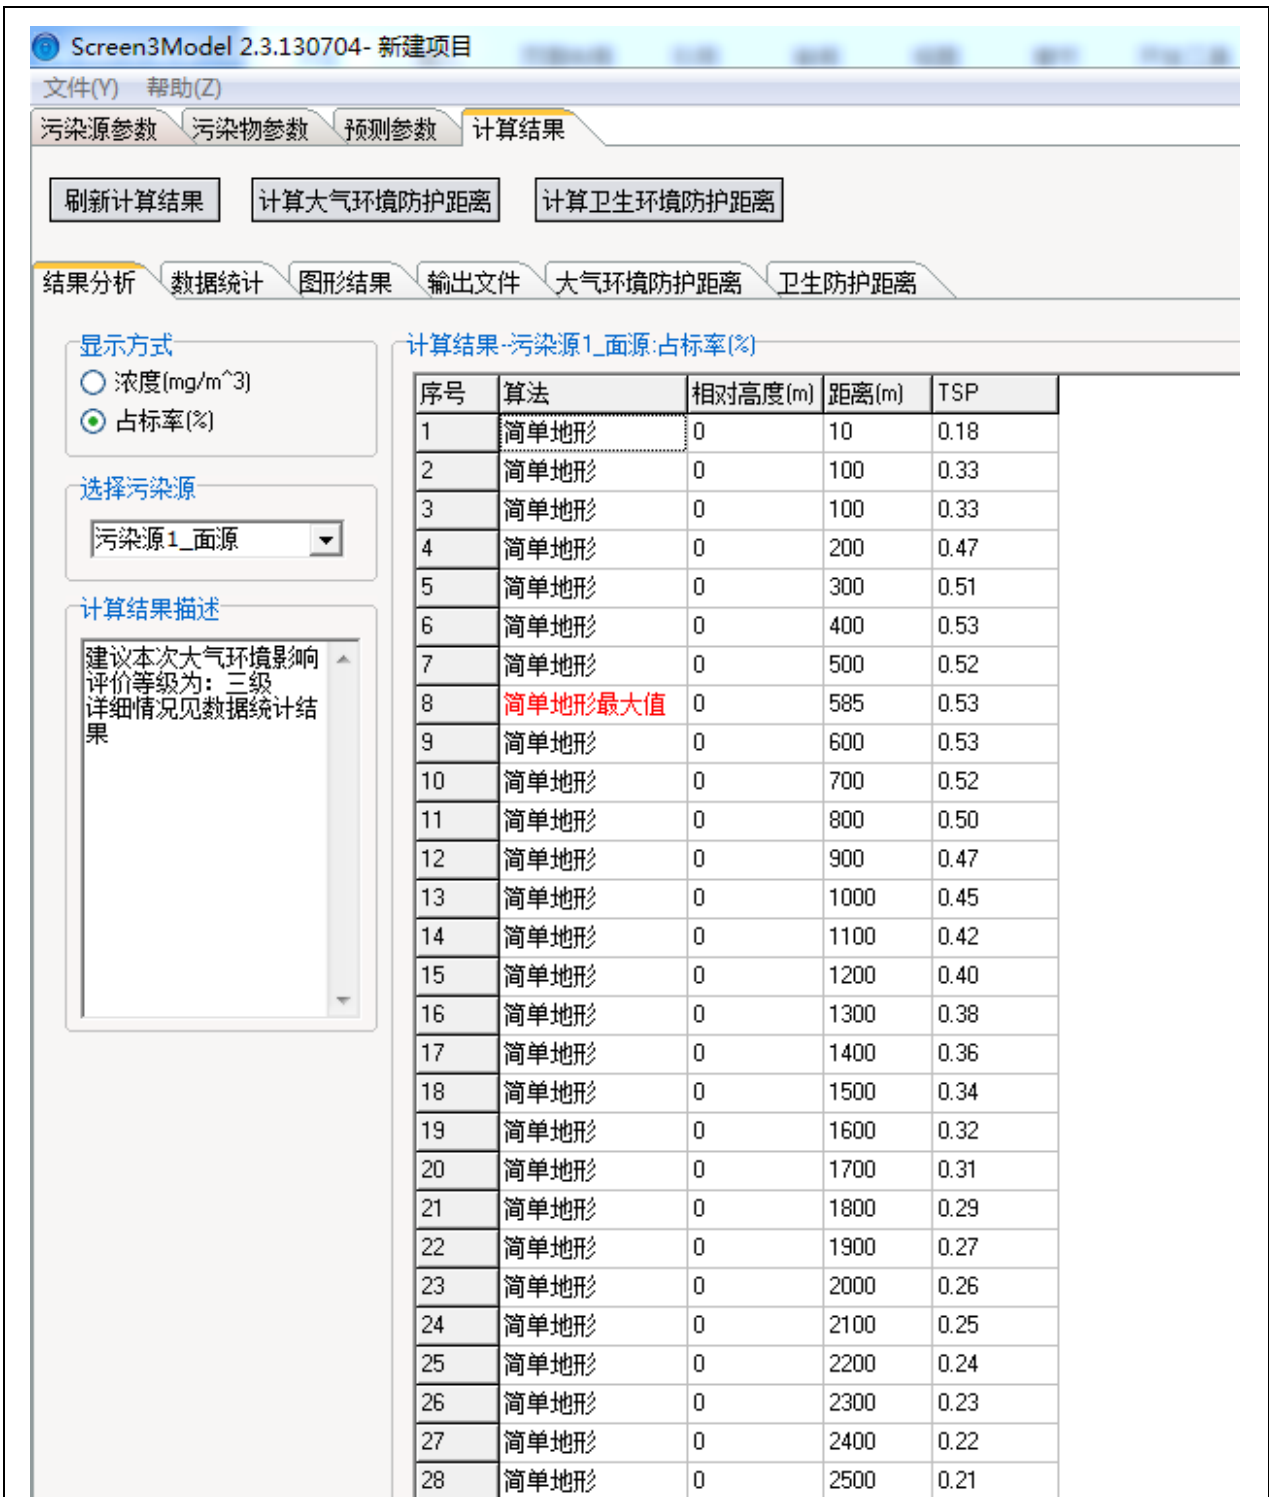 Screen3Model 2.3.130704- 新建项目
文件(Y) 帮助(Z)
污染源参数 污染物参数 预测参数 计算结果
刷新计算结果 计算大气环境防护距离 计算卫生环境防护距离
结果分析 数据统计 图形结果 输出文件 大气环境防护距离 卫生防护距离
显示方式
浓度(mg/m^3)
占标率(%)
选择污染源
污染源1_面源
计算结果描述
建议本次大气环境影响
评价等级为：三级
详细情况见数据统计结
果
计算结果-污染源1_面源:占标率(%)
序号 算法 相对高度(m) 距离(m) TSP
1 简单地形 0 10 0.18
2 简单地形 0 100 0.33
3 简单地形 0 100 0.33
4 简单地形 0 200 0.47
5 简单地形 0 300 0.51
6 简单地形 0 400 0.53
7 简单地形 0 500 0.52
8 简单地形最大值 0 585 0.53
9 简单地形 0 600 0.53
10 简单地形 0 700 0.52
11 简单地形 0 800 0.50
12 简单地形 0 900 0.47
13 简单地形 0 1000 0.45
14 简单地形 0 1100 0.42
15 简单地形 0 1200 0.40
16 简单地形 0 1300 0.38
17 简单地形 0 1400 0.36
18 简单地形 0 1500 0.34
19 简单地形 0 1600 0.32
20 简单地形 0 1700 0.31
21 简单地形 0 1800 0.29
22 简单地形 0 1900 0.27
23 简单地形 0 2000 0.26
24 简单地形 0 2100 0.25
25 简单地形 0 2200 0.24
26 简单地形 0 2300 0.23
27 简单地形 0 2400 0.22
28 简单地形 0 2500 0.21